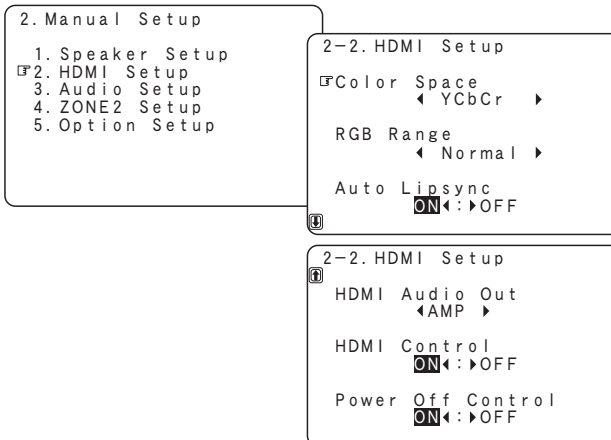 2.Manual Setup
1.Speaker Setup
☞2.HDMI Setup
3.Audio Setup
4.ZONE2 Setup
5.Option Setup
2−2.HDMI Setup
☞Color Space
◀ YCbCr ▶
RGB Range
◀ Normal ▶
Auto Lipsync
ON◀:▶OFF
2−2.HDMI Setup
HDMI Audio Out
◀AMP ▶
HDMI Control
ON◀:▶OFF
Power Off Control
ON◀:▶OFF